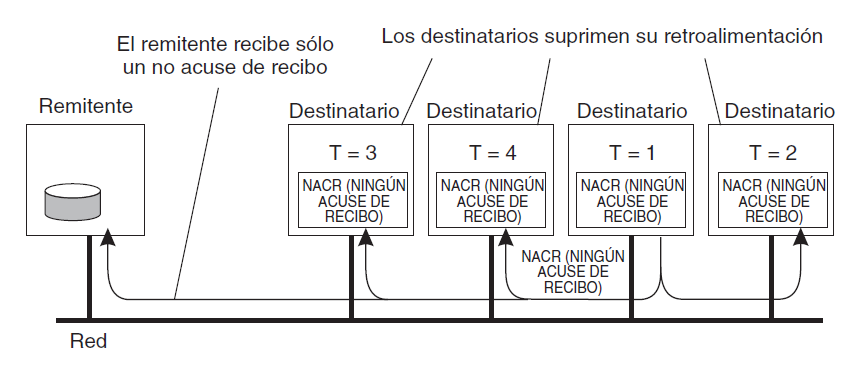 El remitente recibe sólo
un no acuse de recibo
Los destinatarios suprimen su retroalimentación
Remitente
Destinatario
Destinatario
Destinatario
Destinatario
T = 3
T = 4
T = 1
T = 2
NACR (NINGÚN
ACUSE DE
RECIBO)
NACR (NINGÚN
ACUSE DE
RECIBO)
NACR (NINGÚN
ACUSE DE
RECIBO)
NACR (NINGÚN
ACUSE DE
RECIBO)
NACR (NINGÚN
ACUSE DE
RECIBO)
Red